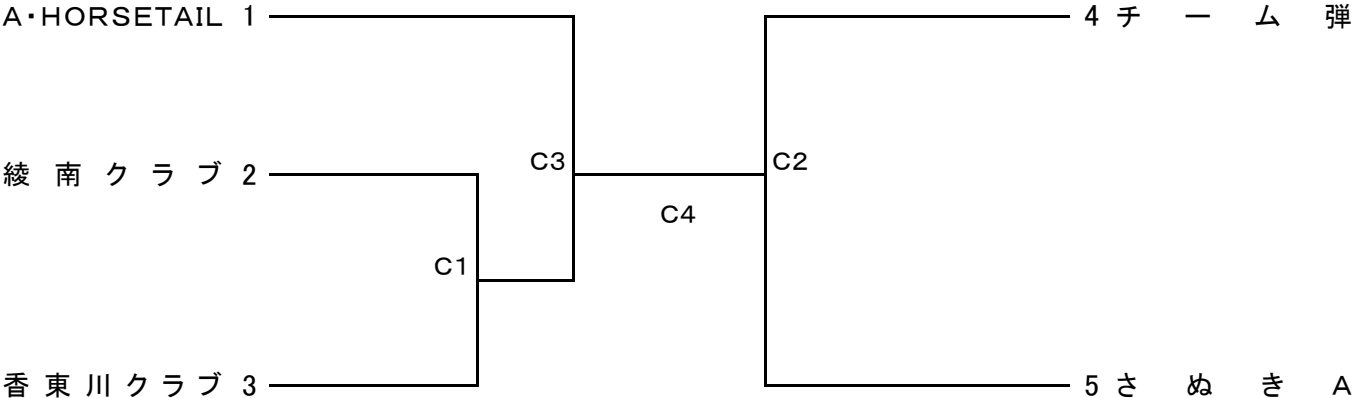 A・HORSETAIL 1
4 チーム弾
綾南クラブ 2
C3
C2
C4
C1
香東川クラブ 3
5 さぬきA